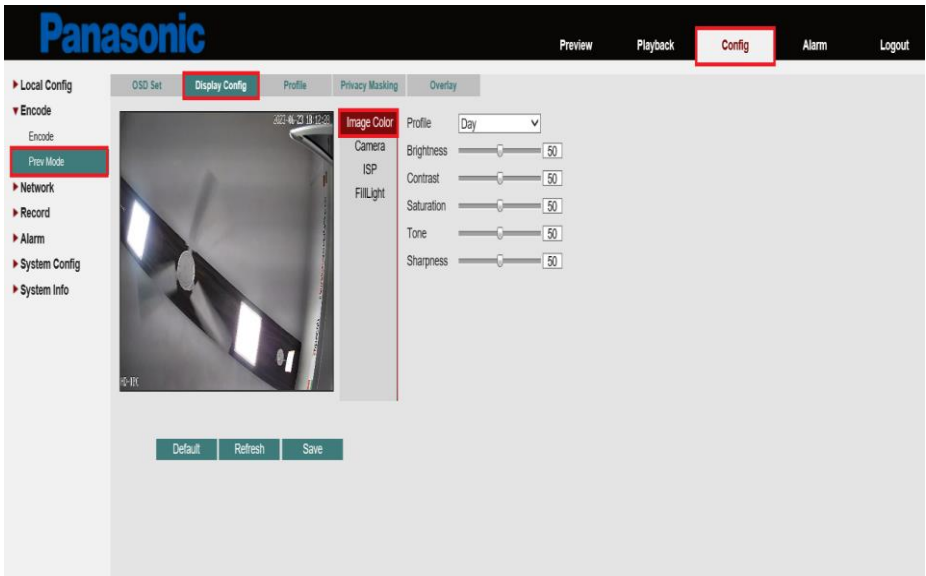 Panasonic
Preview Playback Config Alarm Logout
Local Config
Encode
Encode
Prev Mode
Network
Record
Alarm
System Config
System Info
OSD Set Display Config Profile Privacy Masking Overlay
HD-IPC
Image Color
Camera
ISP
FillLight
Profile Day
Brightness 50
Contrast 50
Saturation 50
Tone 50
Sharpness 50
Default Refresh Save